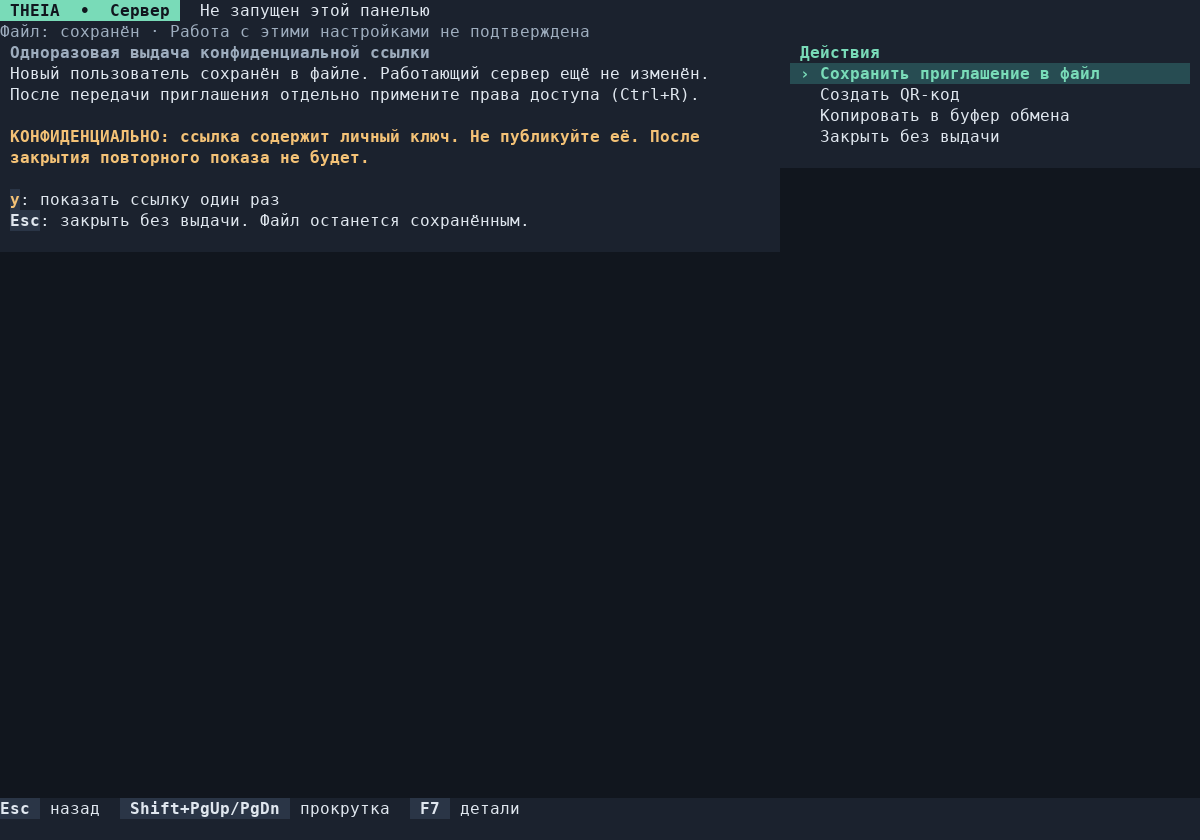 THEIA • Сервер Не запущен этой панелью
Файл: сохранён · Работа с этими настройками не подтверждена
Одноразовая выдача конфиденциальной ссылки
Новый пользователь сохранён в файле. Работающий сервер ещё не изменён.
После передачи приглашения отдельно примените права доступа (Ctrl+R).
КОНФИДЕНЦИАЛЬНО: ссылка содержит личный ключ. Не публикуйте её. После
закрытия повторного показа не будет.
y: показать ссылку один раз
Esc: закрыть без выдачи. Файл останется сохранённым.
Действия
› Сохранить приглашение в файл
Создать QR-код
Копировать в буфер обмена
Закрыть без выдачи
Esc назад Shift+PgUp/PgDn прокрутка F7 детали